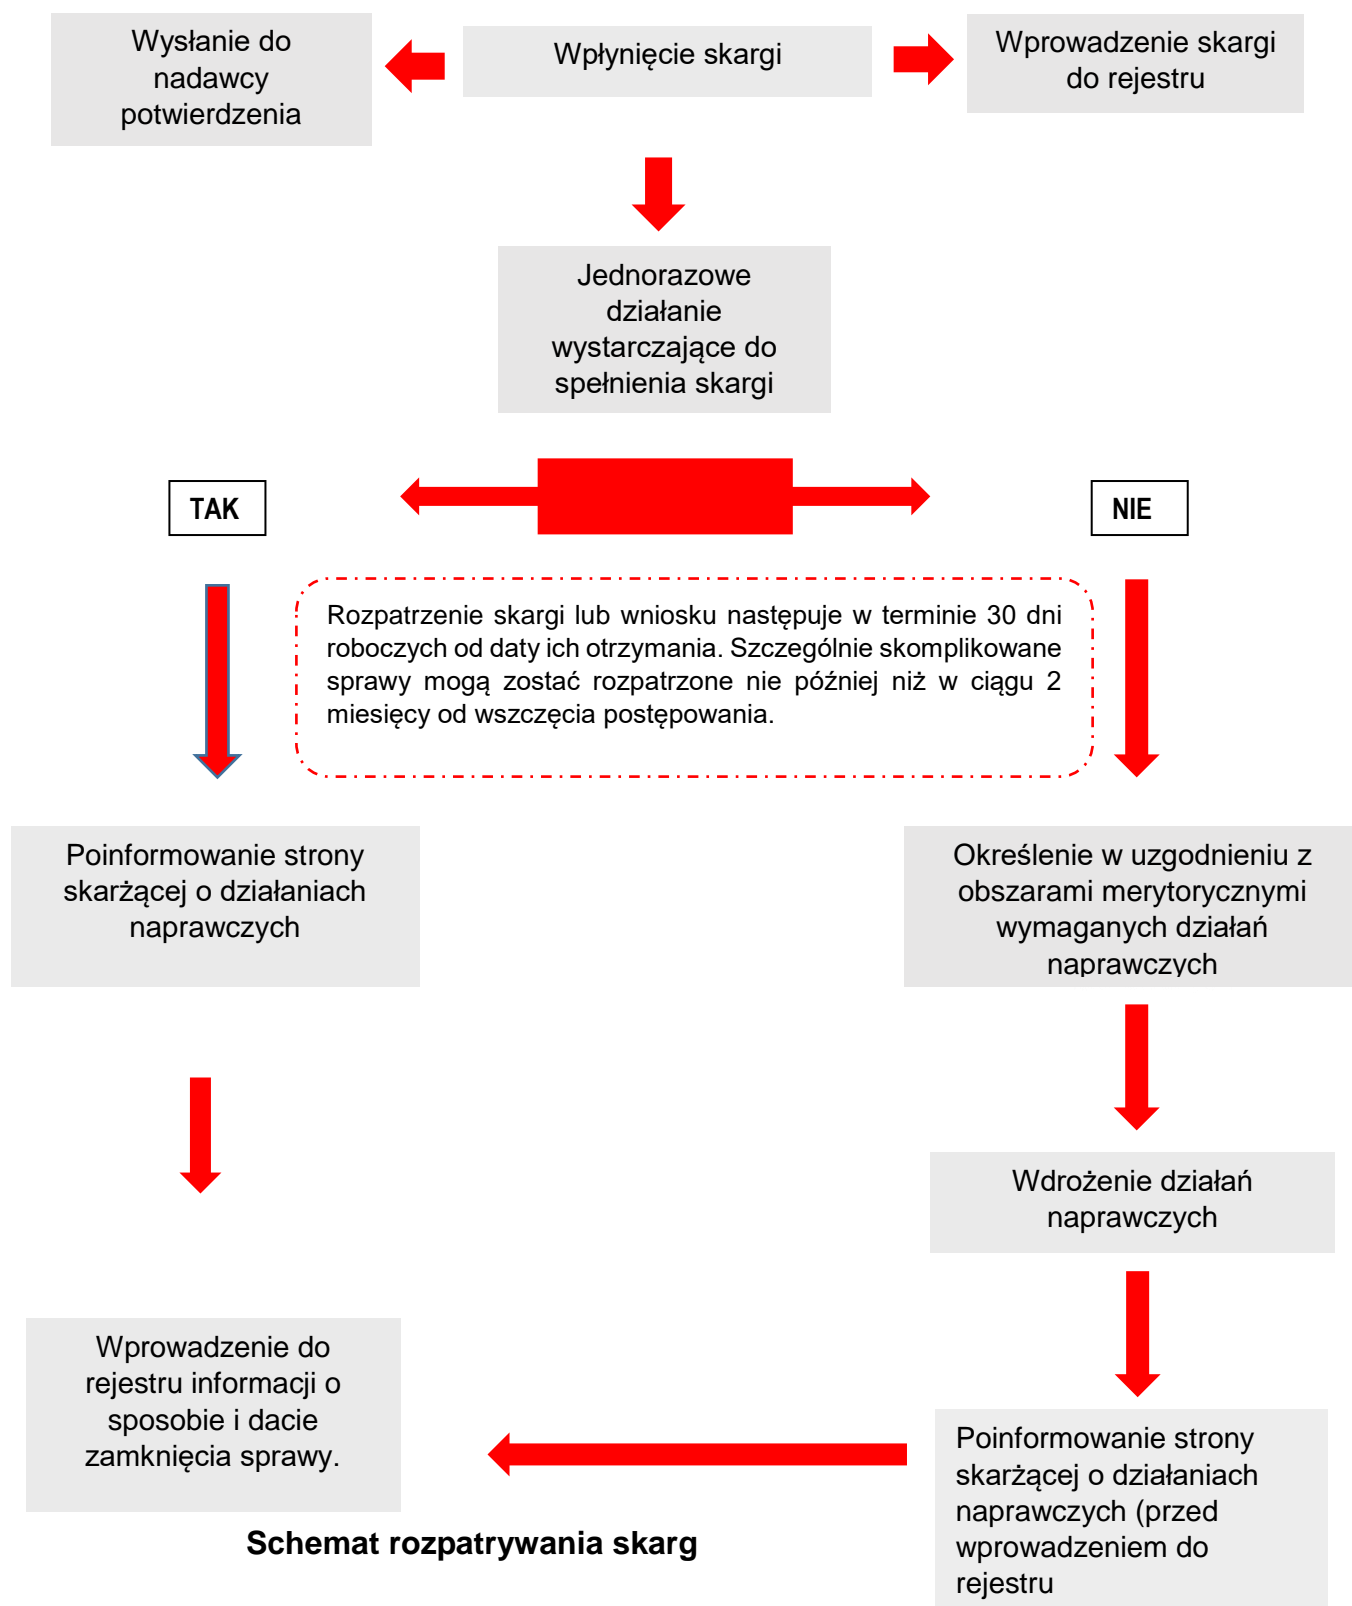 Wysłanie do
nadawcy
potwierdzenia
Wpłynięcie skargi
Wprowadzenie skargi
do rejestru
Jednorazowe
działanie
wystarczające do
spełnienia skargi
TAK
NIE
Rozpatrzenie skargi lub wniosku następuje w terminie 30 dni
roboczych od daty ich otrzymania. Szczególnie skomplikowane
sprawy mogą zostać rozpatrzone nie później niż w ciągu 2
miesięcy od wszczęcia postępowania.
Poinformowanie strony
skarżącej o działaniach
naprawczych
Określenie w uzgodnieniu z
obszarami merytorycznymi
wymaganych działań
naprawczych
Wdrożenie działań
naprawczych
Wprowadzenie do
rejestru informacji o
sposobie i dacie
zamknięcia sprawy.
Poinformowanie strony
skarżącej o działaniach
naprawczych (przed
wprowadzeniem do
rejestru
Schemat rozpatrywania skarg